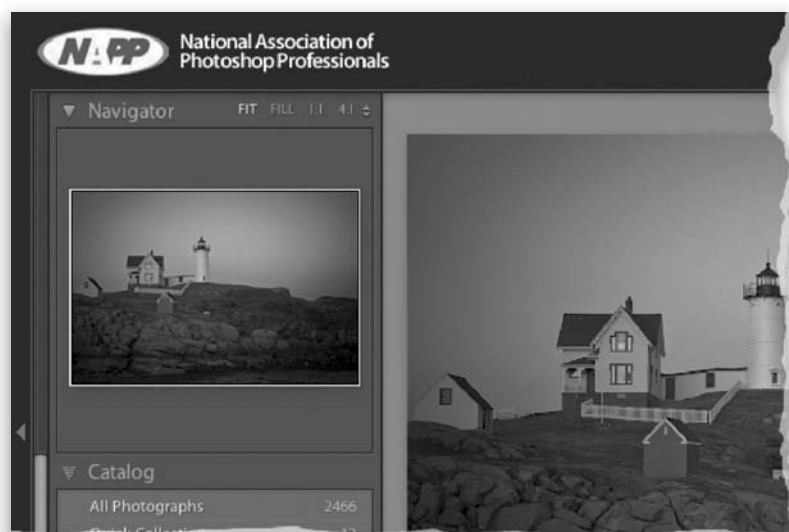 NAPP
National Association of
Photoshop Professionals
Navigator
FIT FILL 1:1 4:1
Catalog
All Photographs 2466